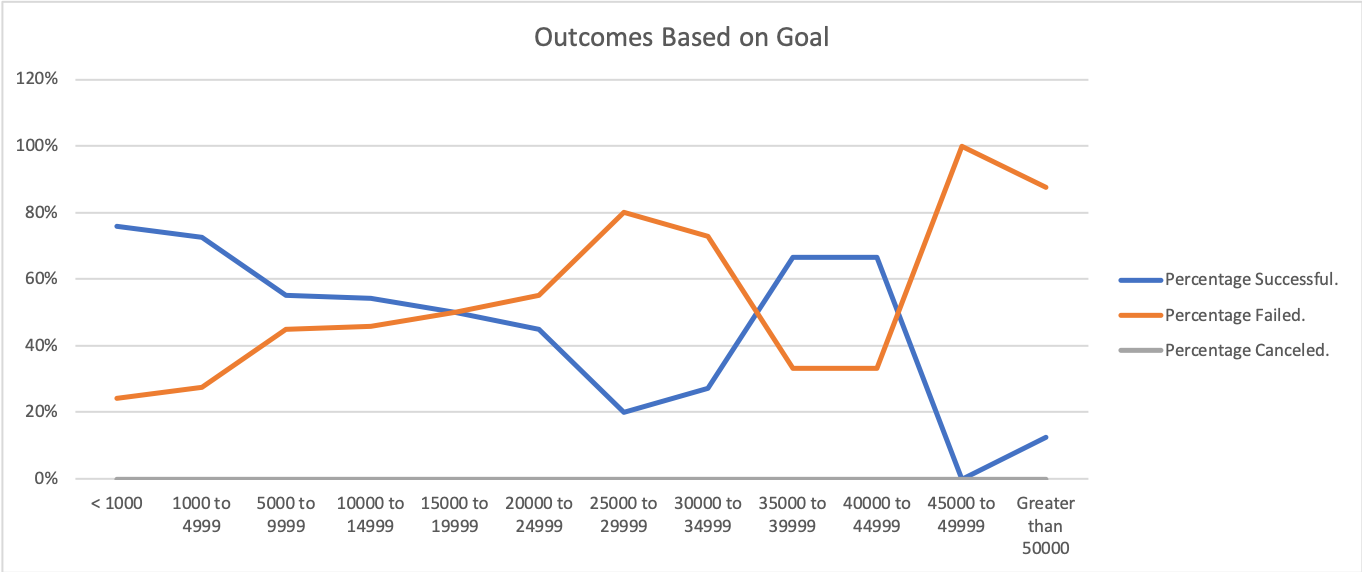 Outcomes Based on Goal
120%
100%
80%
60%
40%
20%
0%
< 1000
1000 to
4999
5000 to
9999
10000 to
14999
15000 to
19999
20000 to
24999
25000 to
29999
30000 to
34999
35000 to
39999
40000 to
44999
45000 to
49999
Greater
than
50000
Percentage Successful.
Percentage Failed.
Percentage Canceled.